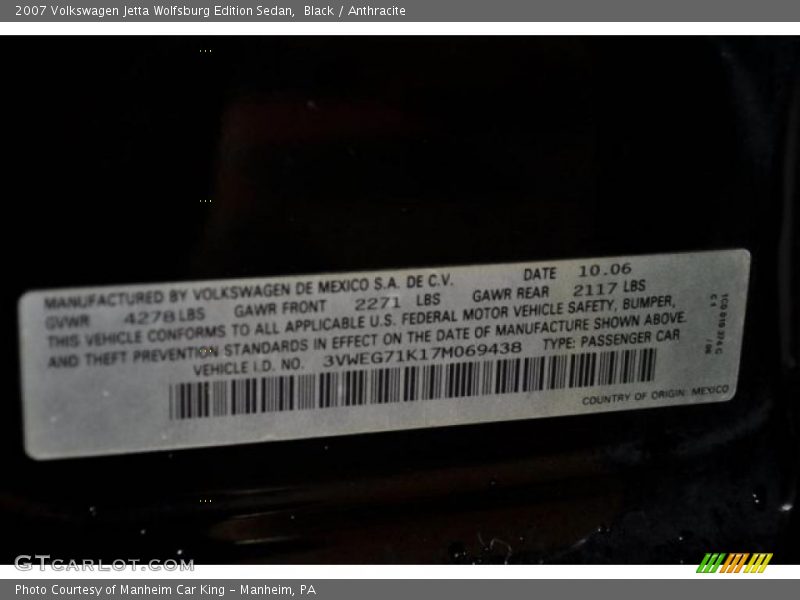 2007 Volkswagen Jetta Wolfsburg Edition Sedan,  Black / Anthracite
MANUFACTURED BY VOLKSWAGEN DE MEXICO S.A. DE C.V. DATE 10.06
GVWR 4278 LBS GAWR FRONT 2271 LBS GAWR REAR 2117 LBS
THIS VEHICLE CONFORMS TO ALL APPLICABLE U.S. FEDERAL MOTOR VEHICLE SAFETY, BUMPER,
AND THEFT PREVENTION STANDARDS IN EFFECT ON THE DATE OF MANUFACTURE SHOWN ABOVE.
VEHICLE I.D. NO. 3VWEG71K17M069438 TYPE: PASSENGER CAR
COUNTRY OF ORIGIN: MEXICO
GTCARLOT.COM
Photo Courtesy of Manheim Car King - Manheim, PA